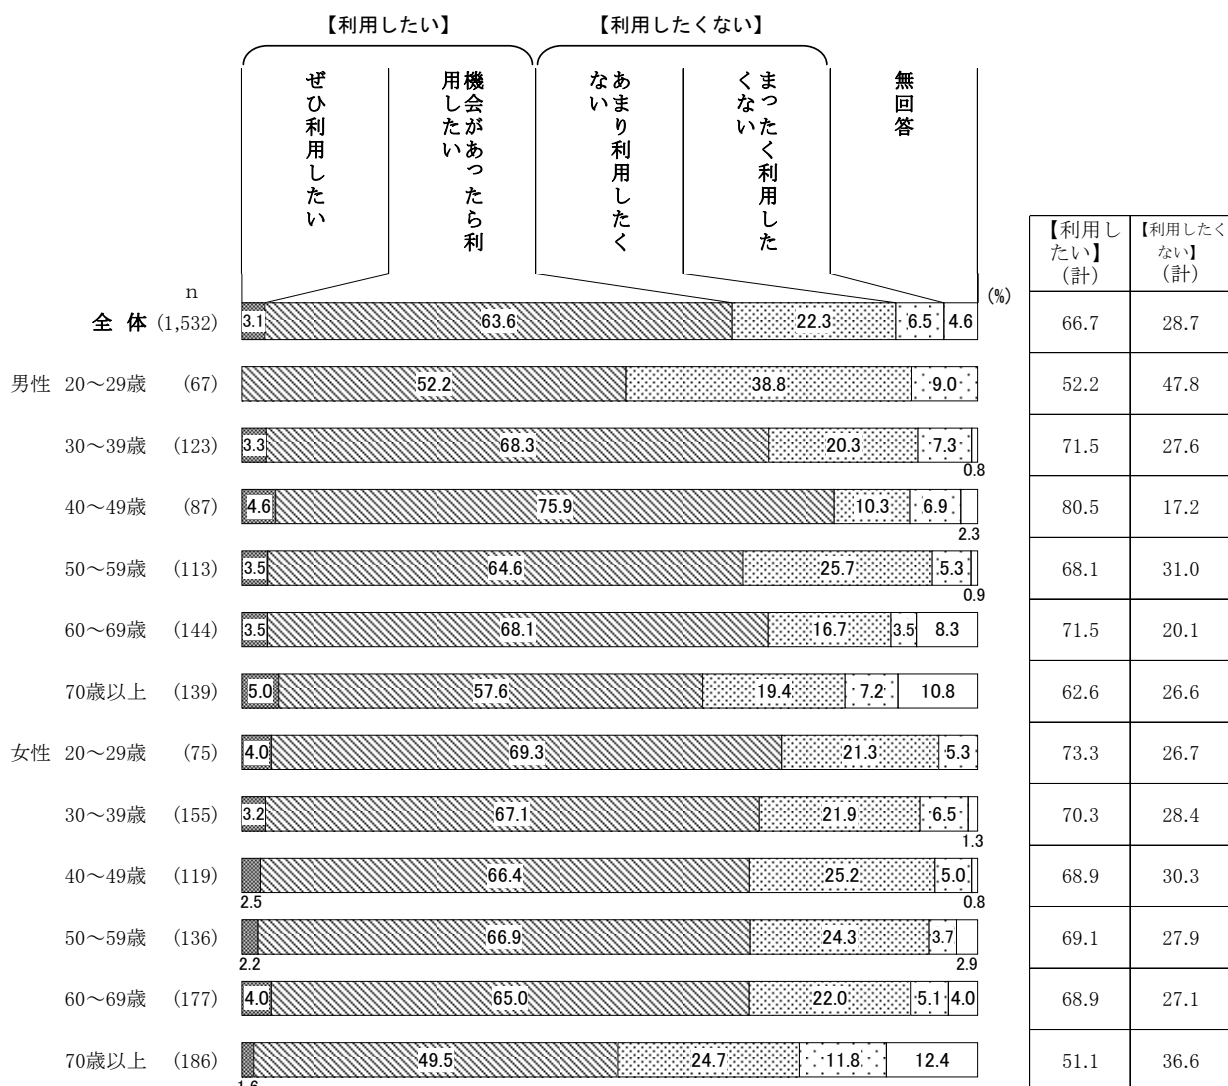 【利用したい】 【利用したくない】
ぜひ利用したい
機会があったら利
用したい
あまり利用したく
ない
まったく利用した
くない
無回答
【利用し
たい】
(計)
【利用したく
ない】
(計)
n
(%)
全 体 (1,532) 3.1 63.6 22.3 6.5 4.6 66.7 28.7
男性 20～29歳 (67) 52.2 38.8 9.0 52.2 47.8
30～39歳 (123) 3.3 68.3 20.3 7.3 71.5 27.6
0.8
40～49歳 (87) 4.6 75.9 10.3 6.9 80.5 17.2
2.3
50～59歳 (113) 3.5 64.6 25.7 5.3 68.1 31.0
0.9
60～69歳 (144) 3.5 68.1 16.7 3.5 8.3 71.5 20.1
70歳以上 (139) 5.0 57.6 19.4 7.2 10.8 62.6 26.6
女性 20～29歳 (75) 4.0 69.3 21.3 5.3 73.3 26.7
30～39歳 (155) 3.2 67.1 21.9 6.5 70.3 28.4
1.3
40～49歳 (119) 66.4 25.2 5.0 68.9 30.3
2.5 0.8
50～59歳 (136) 66.9 24.3 3.7 69.1 27.9
2.2 2.9
60～69歳 (177) 4.0 65.0 22.0 5.1 4.0 68.9 27.1
70歳以上 (186) 49.5 24.7 11.8 12.4 51.1 36.6
1.6